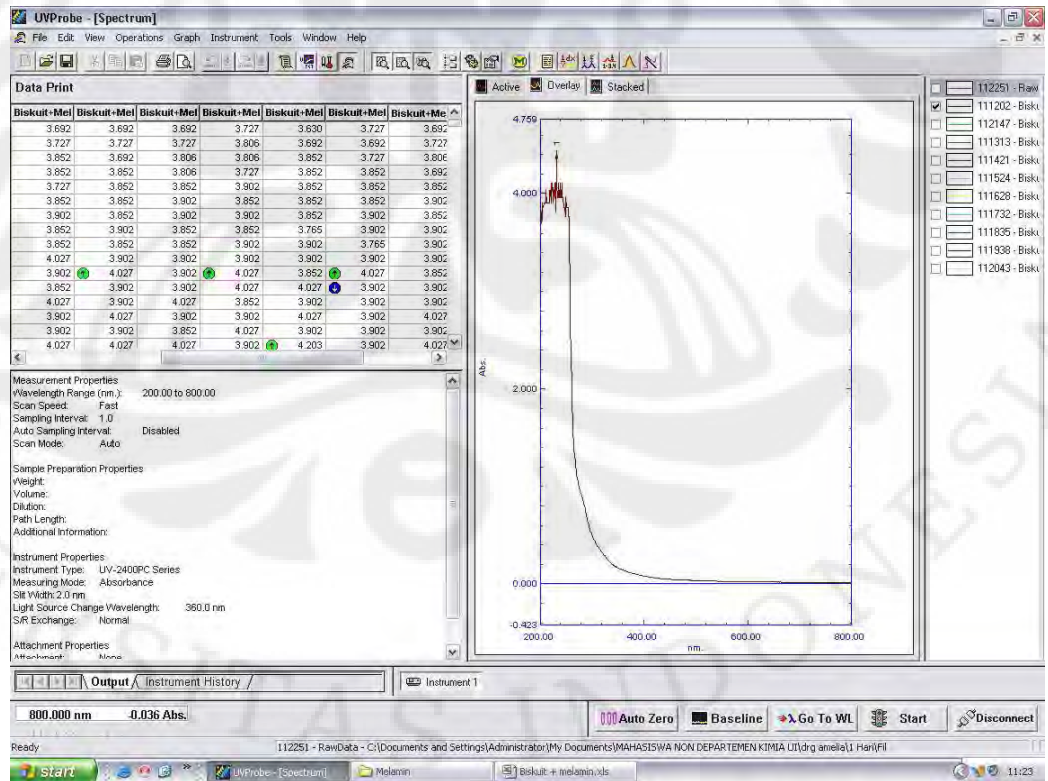 UVProbe - [Spectrum]
File Edit View Operations Graph Instrument Tools Window Help
Data Print
Biskuit+Mel Biskuit+Mel Biskuit+Mel Biskuit+Mel Biskuit+Mel Biskuit+Mel Biskuit+Me
3.692 3.692 3.692 3.727 3.630 3.727 3.692
3.727 3.727 3.727 3.806 3.692 3.692 3.727
3.852 3.692 3.806 3.806 3.852 3.727 3.806
3.852 3.852 3.806 3.727 3.852 3.852 3.692
3.727 3.852 3.852 3.902 3.852 3.852 3.852
3.852 3.852 3.902 3.902 3.852 3.902 3.852
3.902 3.852 3.902 3.902 3.902 3.902 3.852
3.852 3.902 3.852 3.765 3.902 3.902 3.902
3.852 3.852 3.852 3.902 3.902 3.765 3.902
4.027 3.902 3.902 3.902 3.902 3.902 3.902
3.902 4.027 3.902 4.027 3.852 4.027 3.852
3.852 3.902 3.902 4.027 4.027 3.902 3.902
4.027 3.902 4.027 3.852 3.902 3.902 3.902
3.902 4.027 3.902 3.902 4.027 3.902 4.027
3.902 3.902 3.852 4.027 3.902 3.902 3.902
4.027 4.027 4.027 3.902 4.203 3.902 4.027
Measurement Properties
Wavelength Range (nm.): 200.00 to 800.00
Scan Speed: Fast
Sampling Interval: 1.0
Auto Sampling Interval: Disabled
Scan Mode: Auto
Sample Preparation Properties
Weight:
Volume:
Dilution:
Path Length:
Additional Information:
Instrument Properties
Instrument Type: UV-2400PC Series
Measuring Mode: Absorbance
Slit Width: 2.0 nm
Light Source Change Wavelength: 360.0 nm
S/R Exchange: Normal
Attachment Properties
Attachment: None
Active Overlay Stacked
4.759
1
4.000
Abs.
2.000
0.000
-0.423
200.00 400.00 600.00 800.00
nm.
112251 - Raw
111202 - Bisku
112147 - Bisku
111313 - Bisku
111421 - Bisku
111524 - Bisku
111628 - Bisku
111732 - Bisku
111835 - Bisku
111938 - Bisku
112043 - Bisku
Output Instrument History
Instrument 1
800.000 nm -0.036 Abs.
Auto Zero Baseline Go To WL Start Disconnect
Ready 112251 - RawData - C:\Documents and Settings\Administrator\My Documents\MAHASISWA NON DEPARTEMEN KIMIA UI\drg amelia\1 Hari\Fil
start UVProbe - [Spectrum] Melamin Biskuit + melamin.xls 11:23